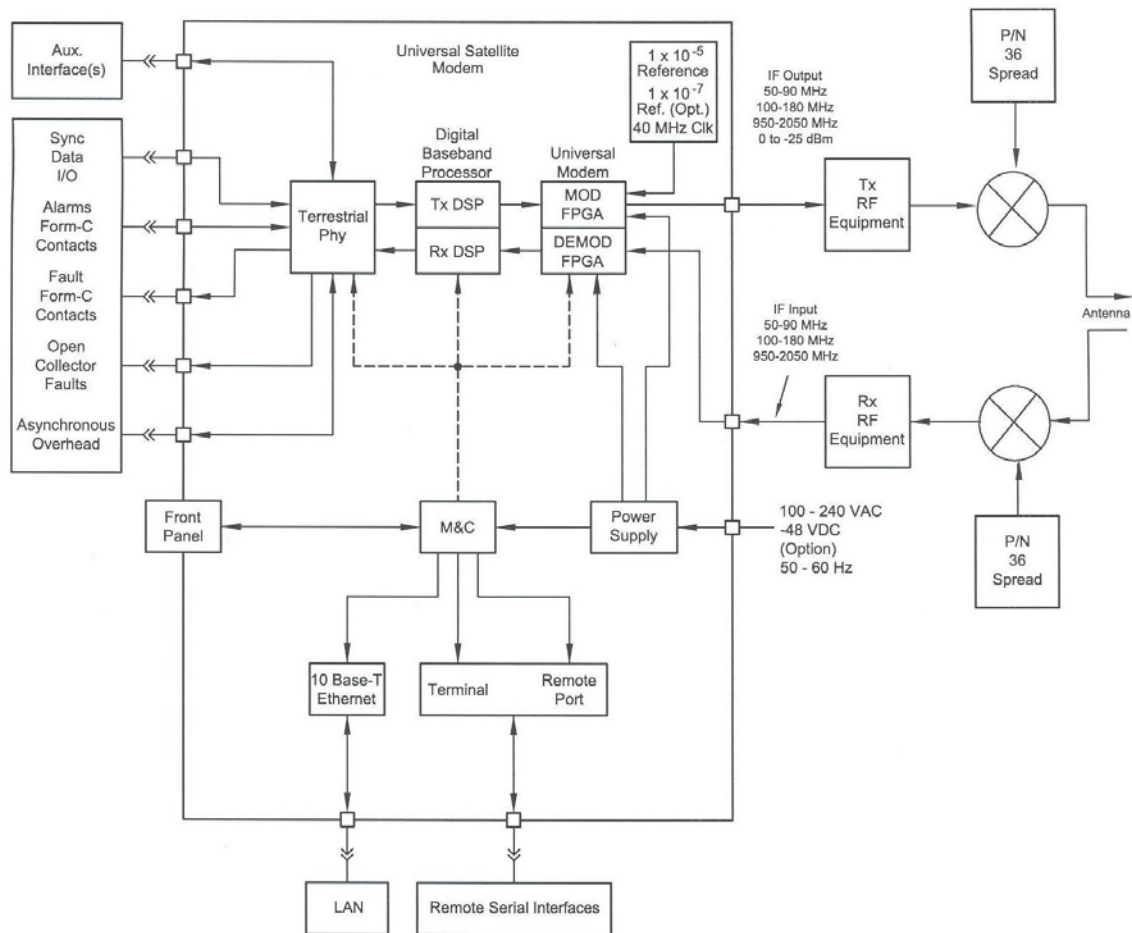 Aux.
Interface(s)
Sync
Data
I/O
Alarms
Form-C
Contacts
Fault
Form-C
Contacts
Open
Collector
Faults
Asynchronous
Overhead
Universal Satellite
Modem
1 x 10-5
Reference
1 x 10-7
Ref. (Opt.)
40 MHz Clk
Digital
Baseband
Processor
Universal
Modem
Terrestrial
Phy
Tx DSP
Rx DSP
MOD
FPGA
DEMOD
FPGA
IF Output
50-90 MHz
100-180 MHz
950-2050 MHz
0 to -25 dBm
P/N
36
Spread
Tx
RF
Equipment
Antenna
IF Input
50-90 MHz
100-180 MHz
950-2050 MHz
Rx
RF
Equipment
P/N
36
Spread
Front
Panel
M&C
Power
Supply
100 - 240 VAC
-48 VDC
(Option)
50 - 60 Hz
10 Base-T
Ethernet
Terminal
Remote
Port
LAN
Remote Serial Interfaces